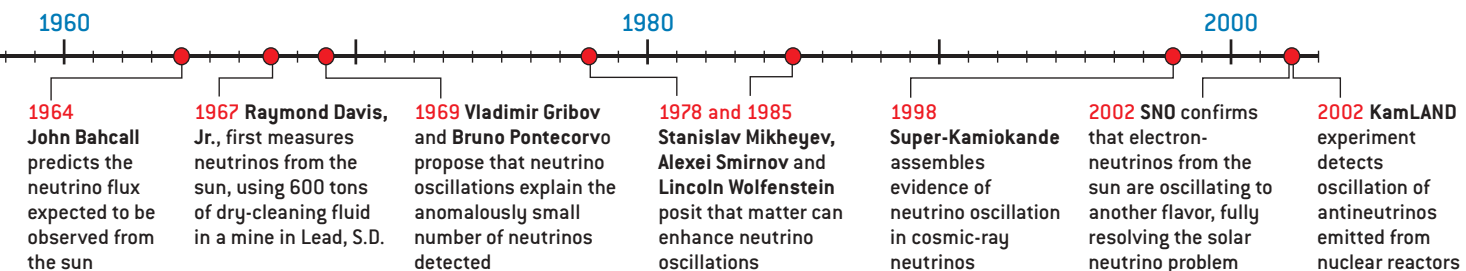 1960
1980
2000
1964
John Bahcall
predicts the
neutrino flux
expected to be
observed from
the sun
1967 Raymond Davis,
Jr., first measures
neutrinos from the
sun, using 600 tons
of dry-cleaning fluid
in a mine in Lead, S.D.
1969 Vladimir Gribov
and Bruno Pontecorvo
propose that neutrino
oscillations explain the
anomalously small
number of neutrinos
detected
1978 and 1985
Stanislav Mikheyev,
Alexei Smirnov and
Lincoln Wolfenstein
posit that matter can
enhance neutrino
oscillations
1998
Super-Kamiokande
assembles
evidence of
neutrino oscillation
in cosmic-ray
neutrinos
2002 SNO confirms
that electron-
neutrinos from the
sun are oscillating to
another flavor, fully
resolving the solar
neutrino problem
2002 KamLAND
experiment
detects
oscillation of
antineutrinos
emitted from
nuclear reactors